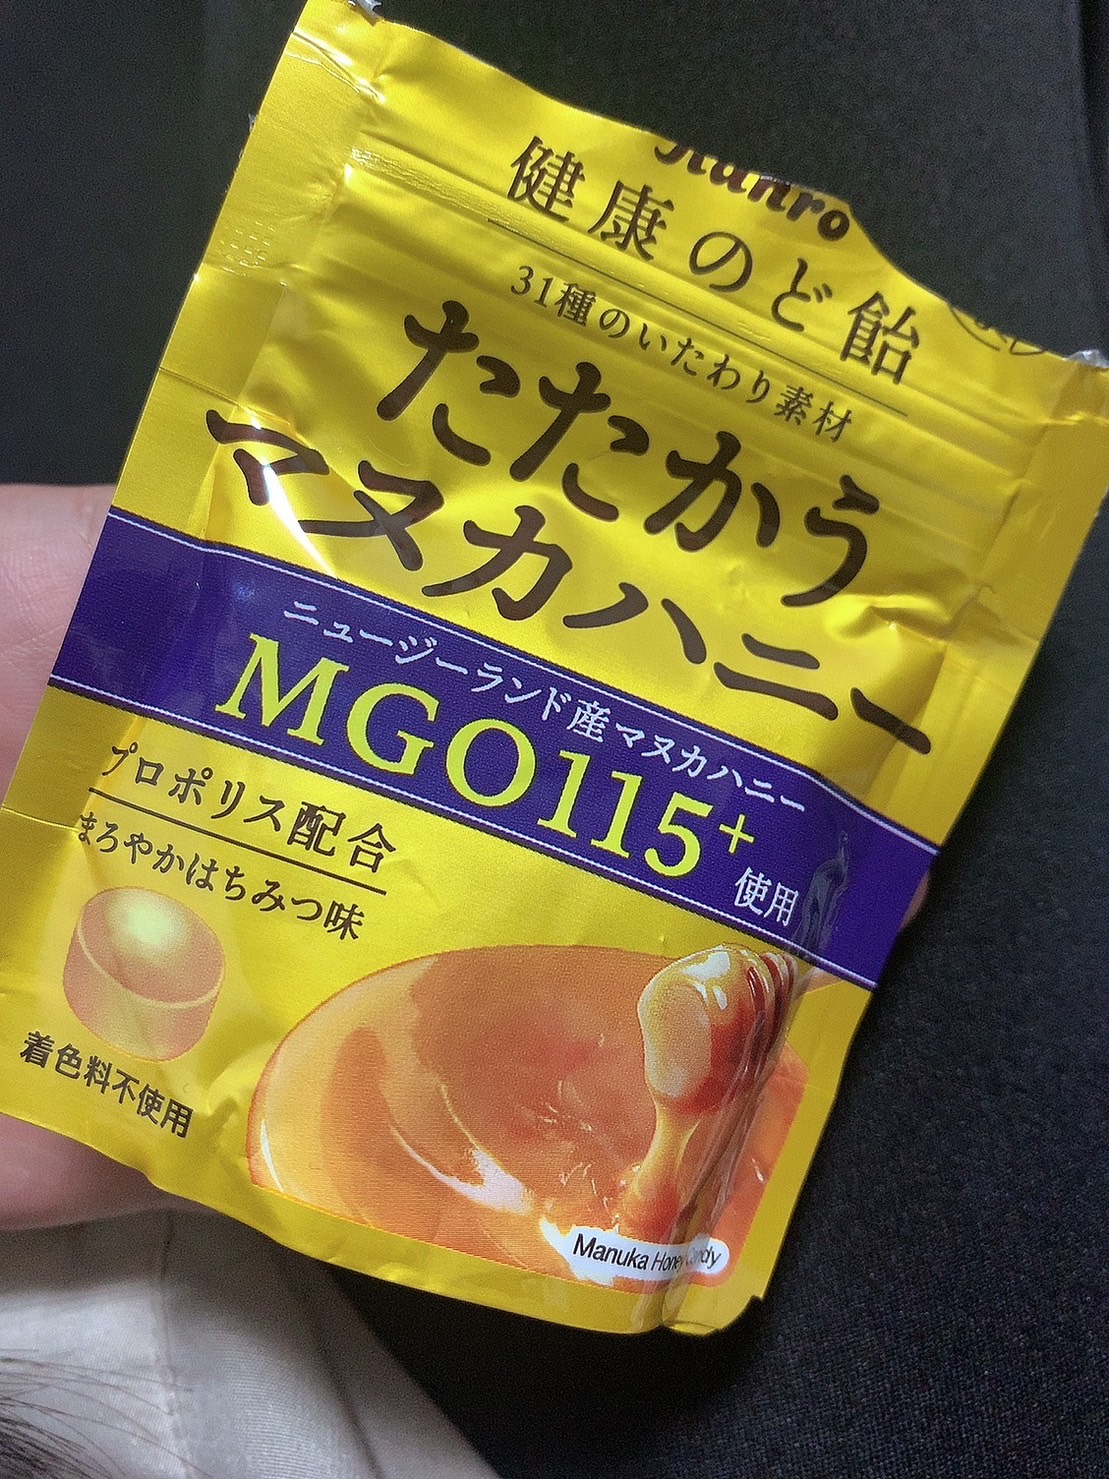 健康のど飴
31種のいたわり素材
たたかう
マヌカハニー
ニュージーランド産マヌカハニー
MGO115+
使用
プロポリス配合
まろやかはちみつ味
着色料不使用
Manuka Honey